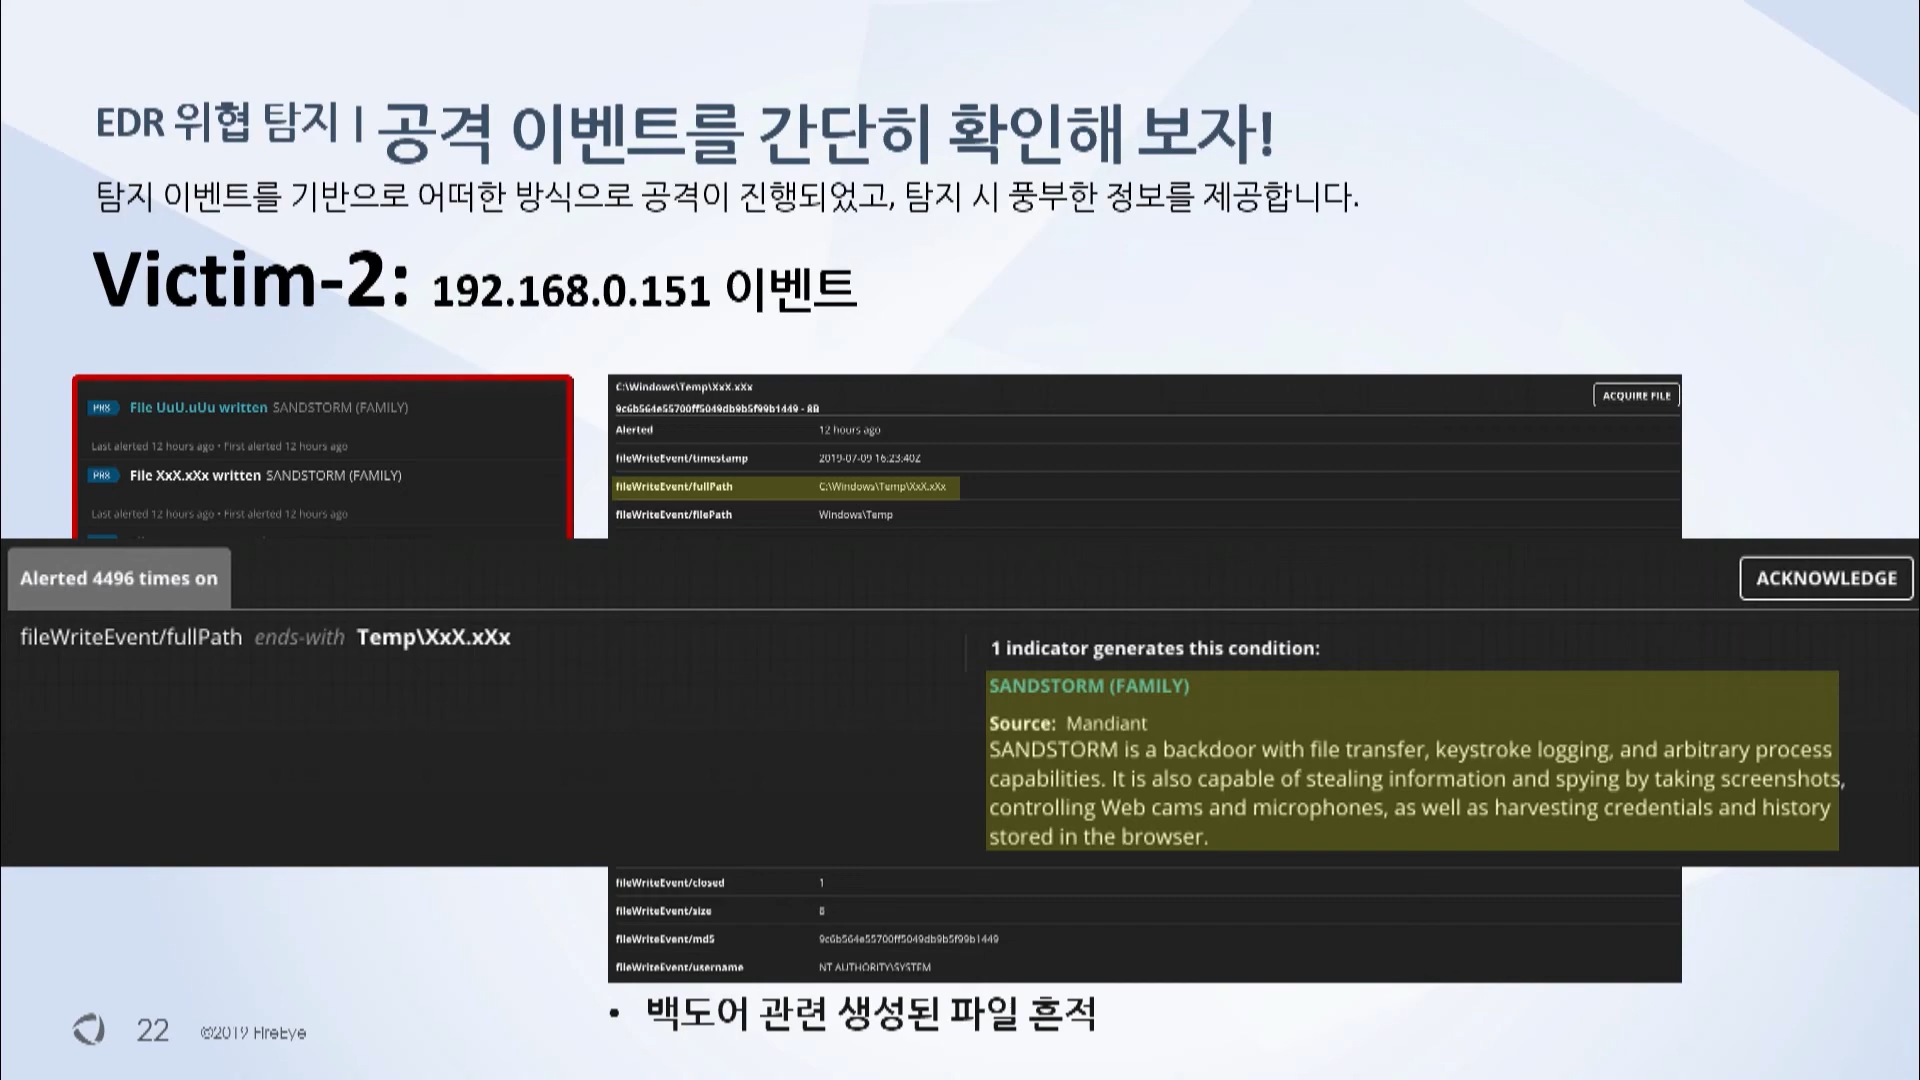 EDR 위협 탐지 | 공격 이벤트를 간단히 확인해 보자!
탐지 이벤트를 기반으로 어떠한 방식으로 공격이 진행되었고, 탐지 시 풍부한 정보를 제공합니다.
Victim-2: 192.168.0.151 이벤트
PRX File UuU.uUu written SANDSTORM (FAMILY)
Last alerted 12 hours ago • First alerted 12 hours ago
PRX File XxX.xXx written SANDSTORM (FAMILY)
Last alerted 12 hours ago • First alerted 12 hours ago
C:\Windows\Temp\XxX.xXx
9c6b564e55700ff5049db9b5f99b1449 - 8B
ACQUIRE FILE
Alerted 12 hours ago
fileWriteEvent/timestamp 2019-07-09 16:23:40Z
fileWriteEvent/fullPath C:\Windows\Temp\XxX.xXx
fileWriteEvent/filePath Windows\Temp
Alerted 4496 times on
ACKNOWLEDGE
fileWriteEvent/fullPath ends-with Temp\XxX.xXx
1 indicator generates this condition:
SANDSTORM (FAMILY)
Source: Mandiant
SANDSTORM is a backdoor with file transfer, keystroke logging, and arbitrary process
capabilities. It is also capable of stealing information and spying by taking screenshots,
controlling Web cams and microphones, as well as harvesting credentials and history
stored in the browser.
fileWriteEvent/closed 1
fileWriteEvent/size 8
fileWriteEvent/md5 9c6b564e55700ff5049db9b5f99b1449
fileWriteEvent/username NT AUTHORITY\SYSTEM
• 백도어 관련 생성된 파일 흔적
22 ©2019 FireEye